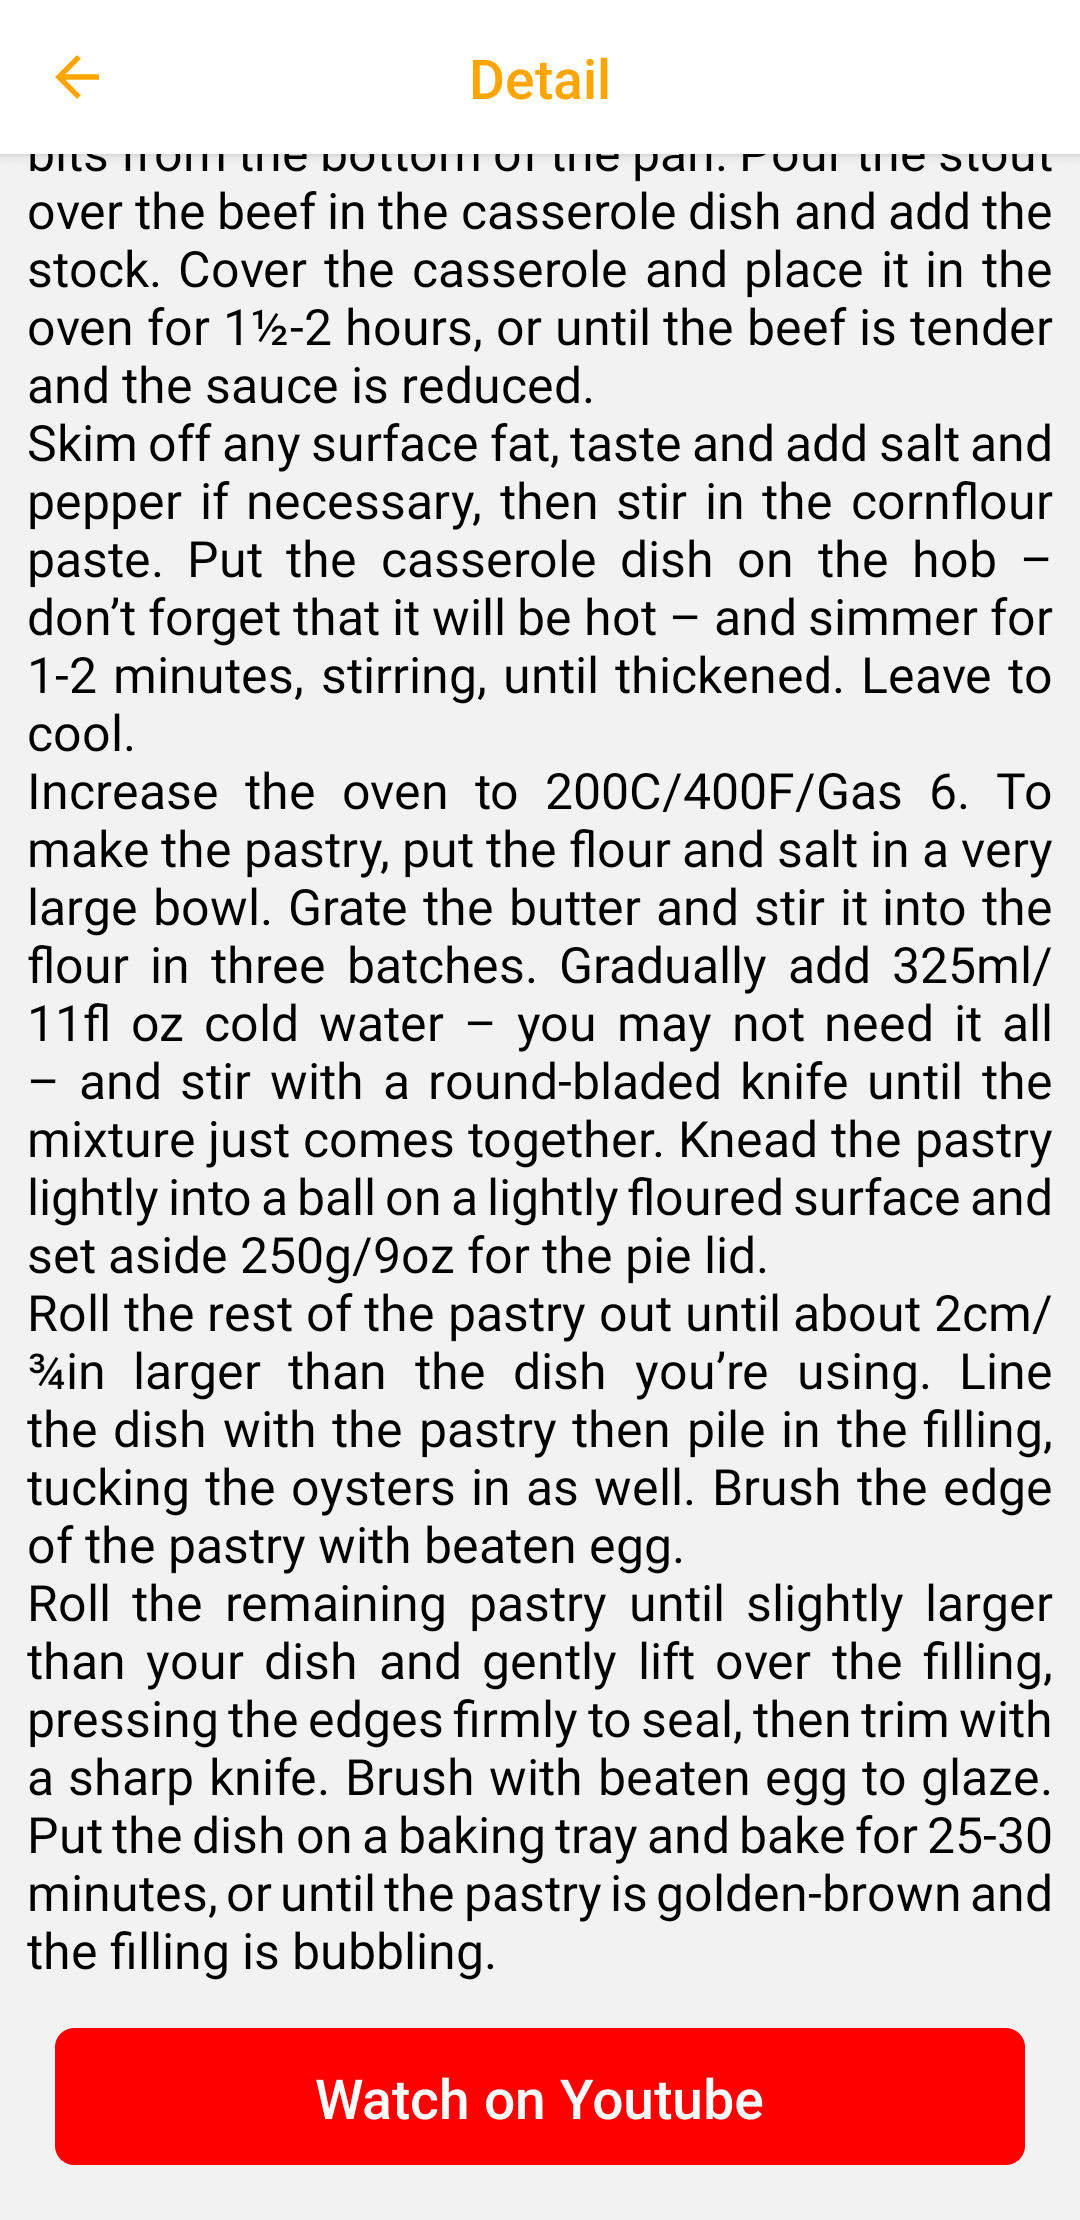 Detail
bits from the bottom of the pan. Pour the stout
over the beef in the casserole dish and add the
stock. Cover the casserole and place it in the
oven for 1½-2 hours, or until the beef is tender
and the sauce is reduced.
Skim off any surface fat, taste and add salt and
pepper if necessary, then stir in the cornflour
paste. Put the casserole dish on the hob –
don’t forget that it will be hot – and simmer for
1-2 minutes, stirring, until thickened. Leave to
cool.
Increase the oven to 200C/400F/Gas 6. To
make the pastry, put the flour and salt in a very
large bowl. Grate the butter and stir it into the
flour in three batches. Gradually add 325ml/
11fl oz cold water – you may not need it all
– and stir with a round-bladed knife until the
mixture just comes together. Knead the pastry
lightly into a ball on a lightly floured surface and
set aside 250g/9oz for the pie lid.
Roll the rest of the pastry out until about 2cm/
¾in larger than the dish you’re using. Line
the dish with the pastry then pile in the filling,
tucking the oysters in as well. Brush the edge
of the pastry with beaten egg.
Roll the remaining pastry until slightly larger
than your dish and gently lift over the filling,
pressing the edges firmly to seal, then trim with
a sharp knife. Brush with beaten egg to glaze.
Put the dish on a baking tray and bake for 25-30
minutes, or until the pastry is golden-brown and
the filling is bubbling.
Watch on Youtube